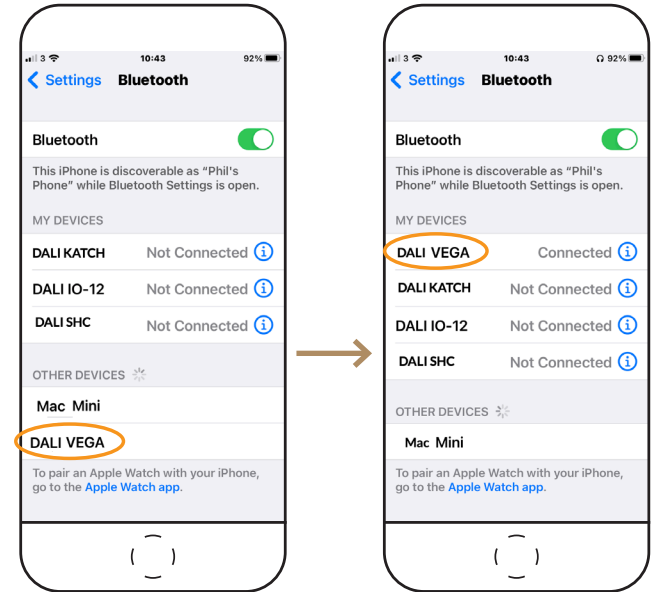 3 10:43 92%
Settings Bluetooth
Bluetooth
This iPhone is discoverable as “Phil's
Phone” while Bluetooth Settings is open.
MY DEVICES
DALI KATCH Not Connected i
DALI IO-12 Not Connected i
DALI SHC Not Connected i
OTHER DEVICES
Mac Mini
DALI VEGA
To pair an Apple Watch with your iPhone,
go to the Apple Watch app.
3 10:43 92%
Settings Bluetooth
Bluetooth
This iPhone is discoverable as “Phil's
Phone” while Bluetooth Settings is open.
MY DEVICES
DALI VEGA Connected i
DALI KATCH Not Connected i
DALI IO-12 Not Connected i
DALI SHC Not Connected i
OTHER DEVICES
Mac Mini
To pair an Apple Watch with your iPhone,
go to the Apple Watch app.